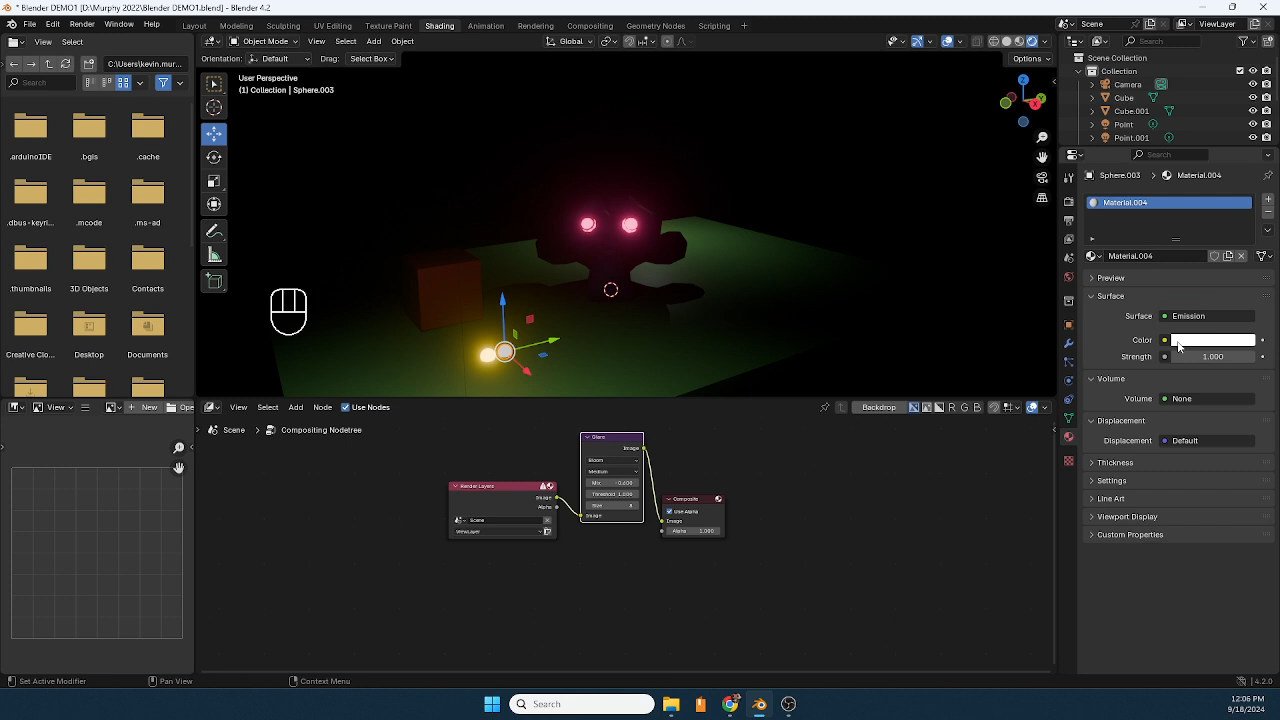 * Blender DEMO1 [D:\Murphy 2022\Blender DEMO1.blend] - Blender 4.2
File Edit Render Window Help
Layout Modeling Sculpting UV Editing Texture Paint Shading Animation Rendering Compositing Geometry Nodes Scripting +
Scene
ViewLayer
View Select
Object Mode View Select Add Object
Global
Search
C:\Users\kevin.mur...
Orientation: Default Drag: Select Box
Options
Search
User Perspective
(1) Collection | Sphere.003
Scene Collection
Collection
Camera
Cube
Cube.001
Point
Point.001
.arduinoIDE .bgls .cache
.dbus-keyri... .mcode .ms-ad
.thumbnails 3D Objects Contacts
Creative Clo... Desktop Documents
Search
Sphere.003 > Material.004
Material.004
Material.004
Preview
Surface
Surface Emission
Color
Strength 1.000
Volume
Volume None
Displacement
Displacement Default
Thickness
Settings
Line Art
Viewport Display
Custom Properties
View New Ope
View Select Add Node Use Nodes
Backdrop
R G B
Scene > Compositing Nodetree
Render Layers
Image
Alpha
Scene
ViewLayer
Glare
Image
Bloom
Medium
Mix -0.600
Threshold 1.000
Size 8
Image
Composite
Use Alpha
Image
Alpha 1.000
Set Active Modifier
Pan View
Context Menu
4.2.0
Search
12:06 PM
9/18/2024